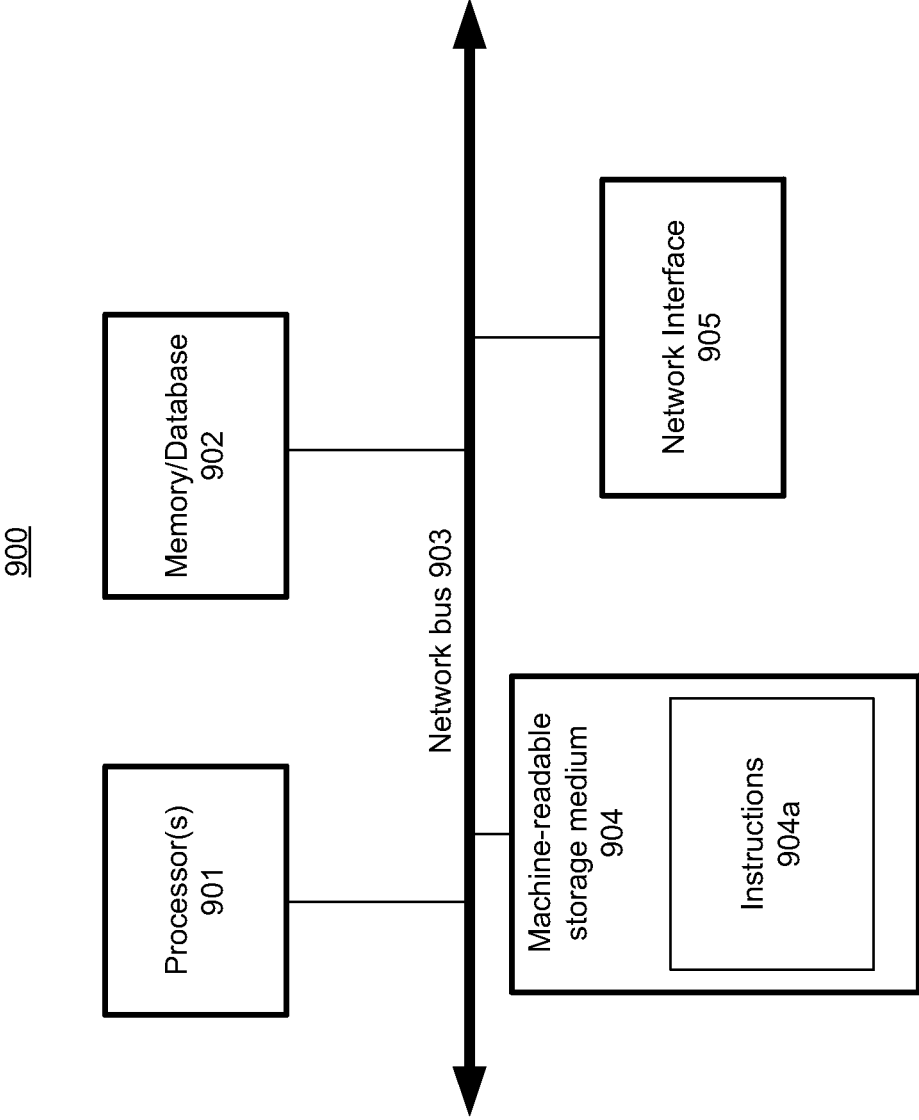 900
Processor(s)
901
Memory/Database
902
Network bus 903
Machine-readable
storage medium
904
Instructions
904a
Network Interface
905